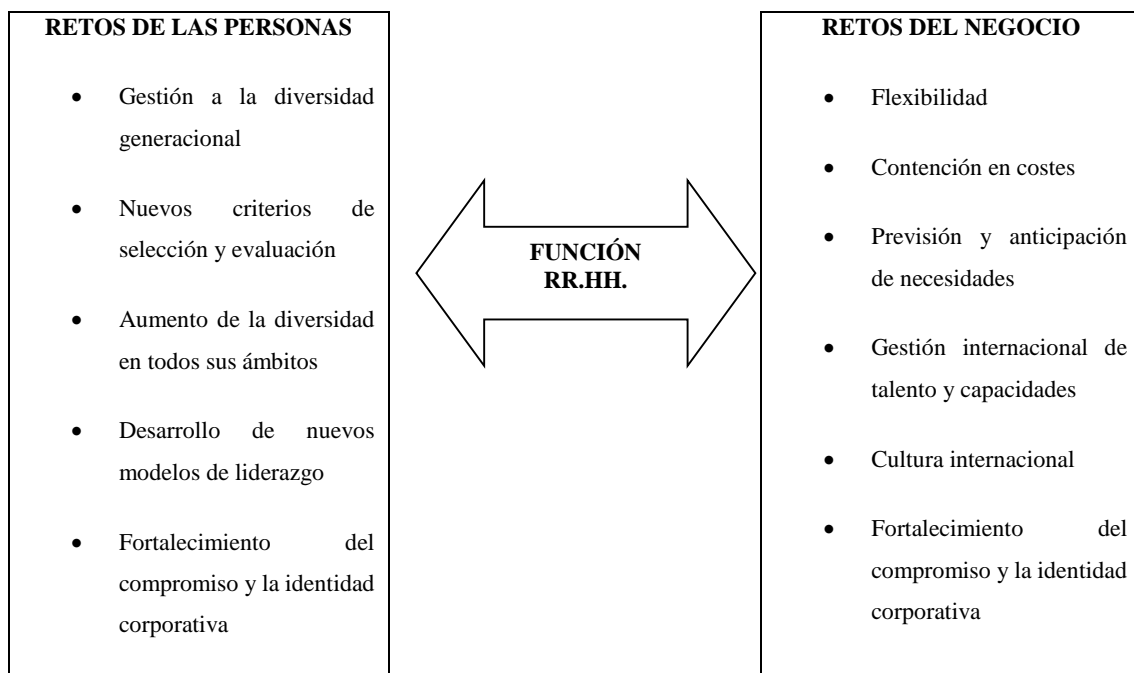 RETOS DE LAS PERSONAS
• Gestión a la diversidad
generacional
• Nuevos criterios de
selección y evaluación
• Aumento de la diversidad
en todos sus ámbitos
• Desarrollo de nuevos
modelos de liderazgo
• Fortalecimiento del
compromiso y la identidad
corporativa
FUNCIÓN
RR.HH.
RETOS DEL NEGOCIO
• Flexibilidad
• Contención en costes
• Previsión y anticipación
de necesidades
• Gestión internacional de
talento y capacidades
• Cultura internacional
• Fortalecimiento del
compromiso y la identidad
corporativa